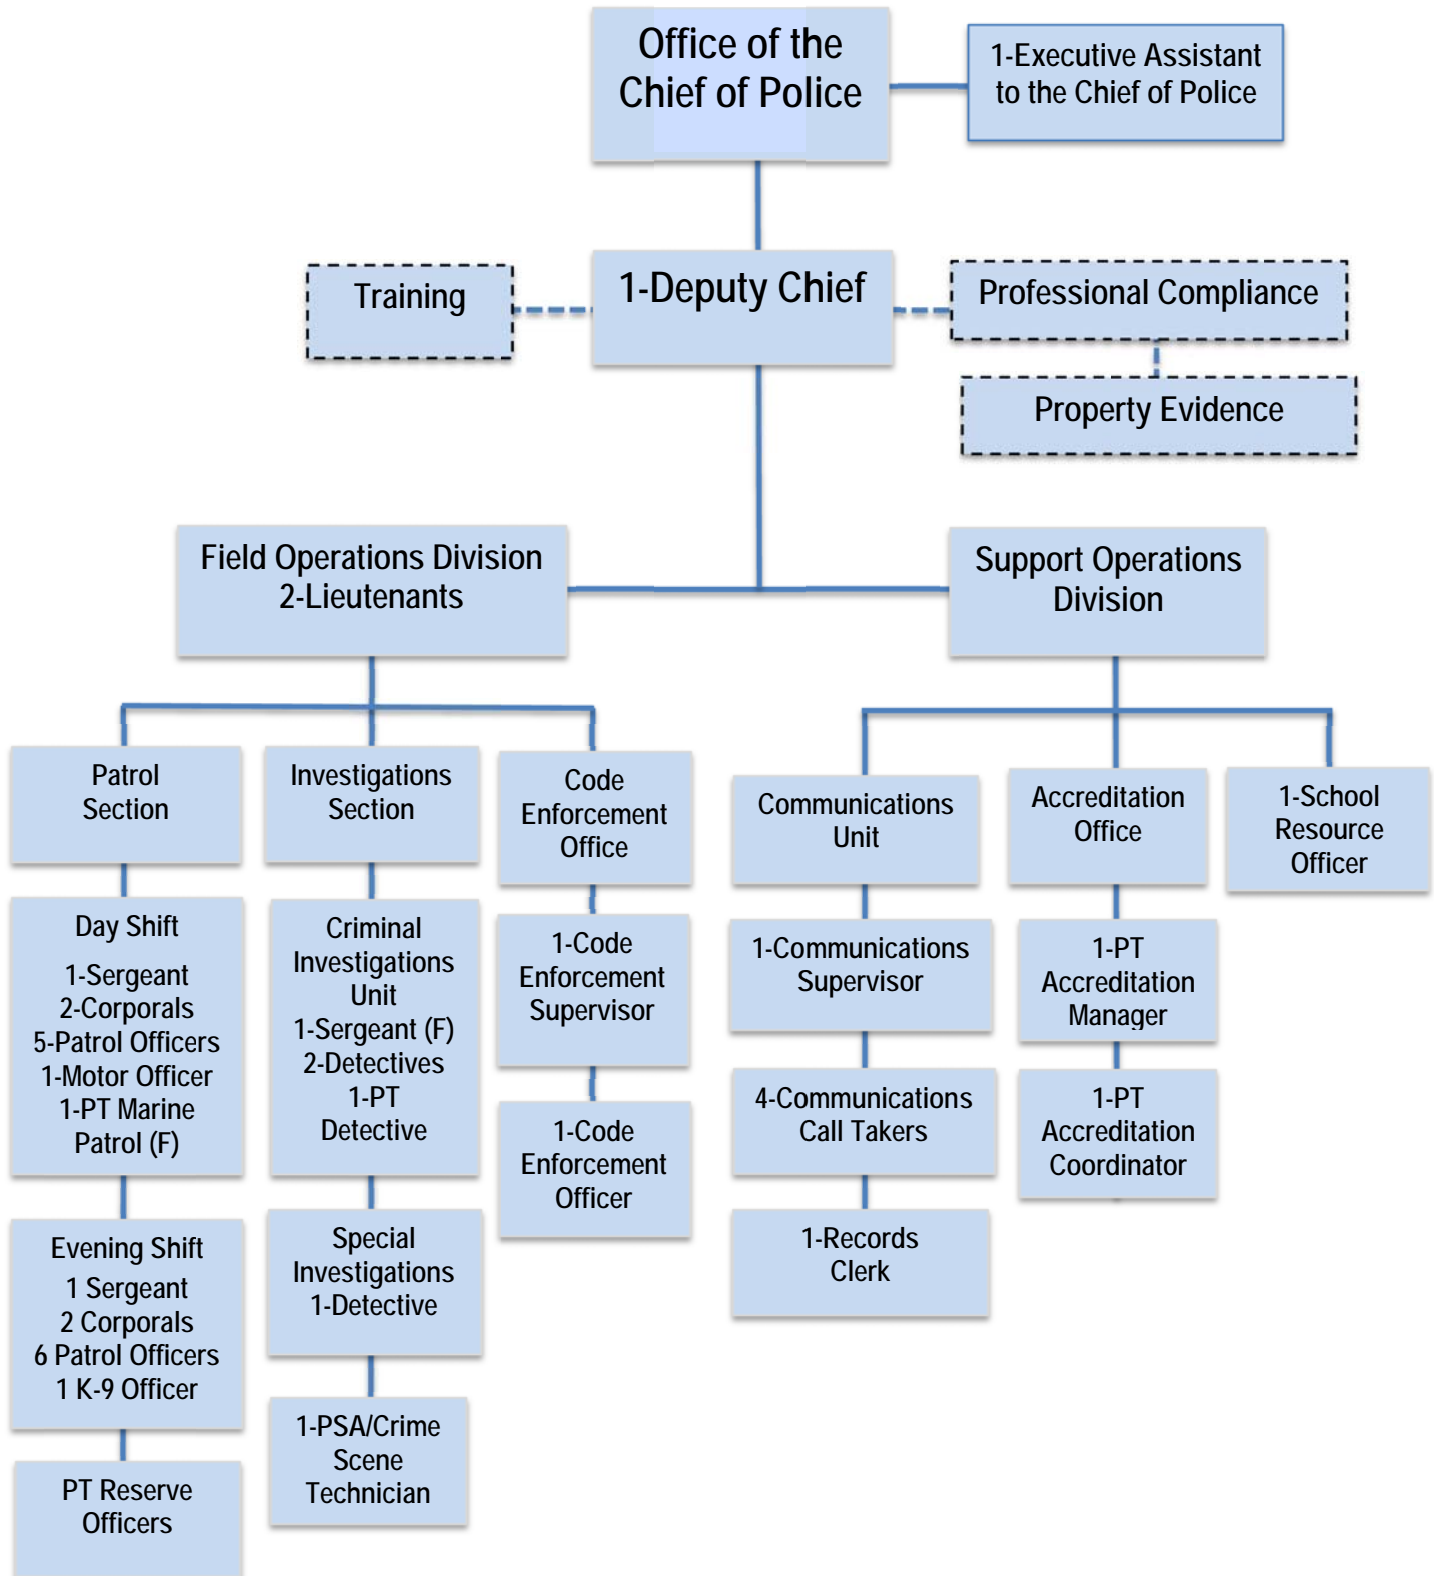 Office of the
Chief of Police
1-Executive Assistant
to the Chief of Police
Training
1-Deputy Chief
Professional Compliance
Property Evidence
Field Operations Division
2-Lieutenants
Support Operations
Division
Patrol
Section
Investigations
Section
Code
Enforcement
Office
Communications
Unit
Accreditation
Office
1-School
Resource
Officer
Day Shift
1-Sergeant
2-Corporals
5-Patrol Officers
1-Motor Officer
1-PT Marine
Patrol (F)
Criminal
Investigations
Unit
1-Sergeant (F)
2-Detectives
1-PT
Detective
1-Code
Enforcement
Supervisor
1-Communications
Supervisor
1-PT
Accreditation
Manager
1-Code
Enforcement
Officer
4-Communications
Call Takers
1-PT
Accreditation
Coordinator
Evening Shift
1 Sergeant
2 Corporals
6 Patrol Officers
1 K-9 Officer
Special
Investigations
1-Detective
1-Records
Clerk
PT Reserve
Officers
1-PSA/Crime
Scene
Technician